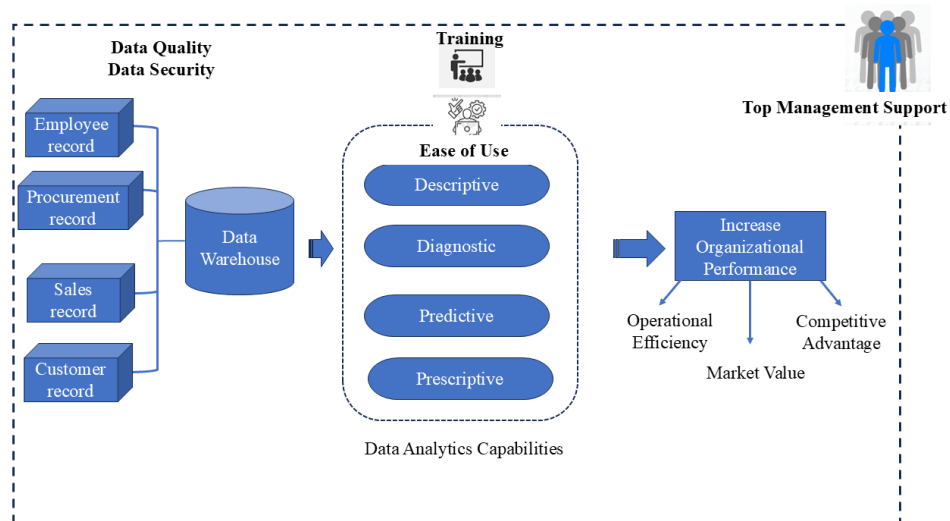 Data Quality
Data Security
Training
Top Management Support
Employee
record
Procurement
record
Sales
record
Customer
record
Data
Warehouse
Ease of Use
Descriptive
Diagnostic
Predictive
Prescriptive
Data Analytics Capabilities
Increase
Organizational
Performance
Operational
Efficiency
Market Value
Competitive
Advantage